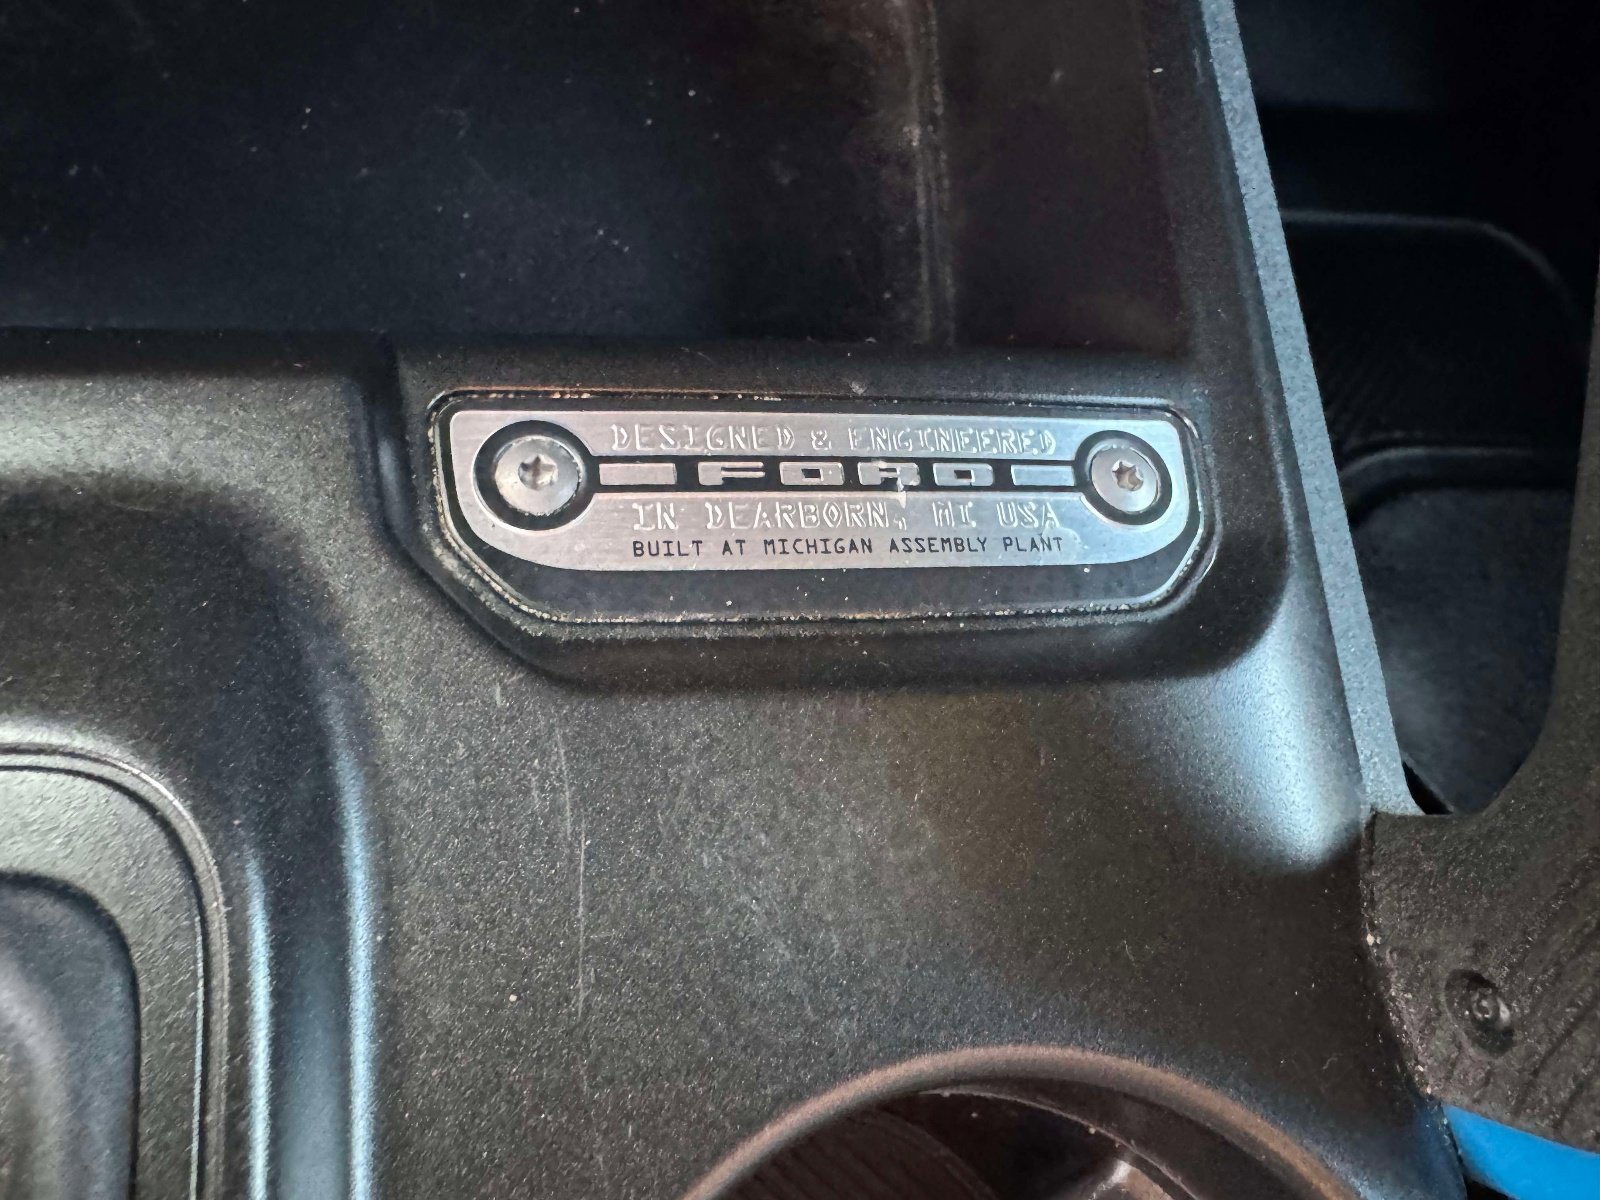 DESIGNED & ENGINEERED
FORD
IN DEARBORN, MI USA
BUILT AT MICHIGAN ASSEMBLY PLANT